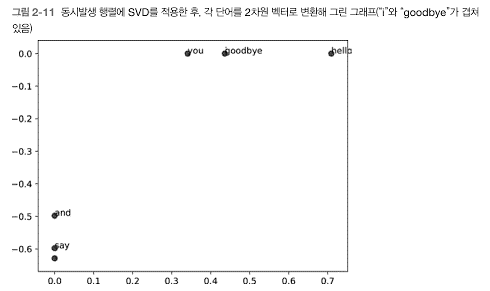 그림 2-11 동시발생 행렬에 SVD를 적용한 후, 각 단어를 2차원 벡터로 변환해 그린 그래프("i"와 "goodbye"가 겹쳐
있음)
you goodbye hello
0.0
−0.1
−0.2
−0.3
−0.4
and
−0.5
say
−0.6
0.0 0.1 0.2 0.3 0.4 0.5 0.6 0.7